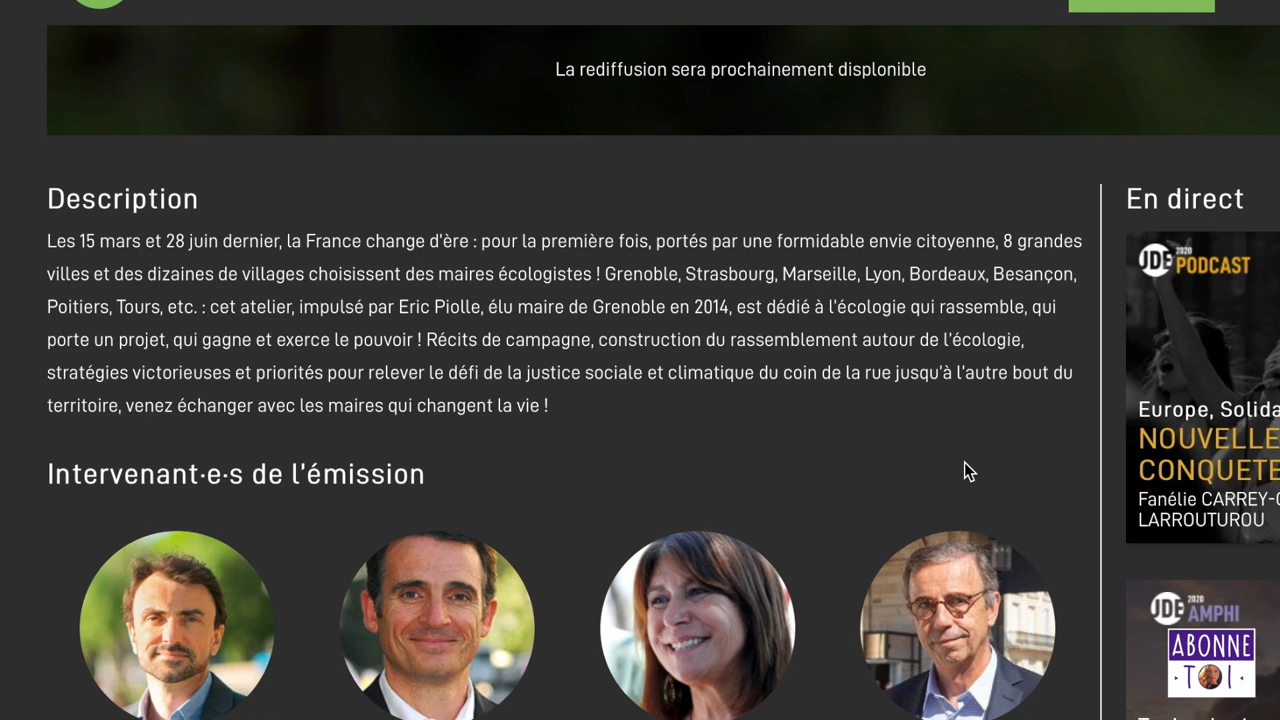 La rediffusion sera prochainement displonible
Description
Les 15 mars et 28 juin dernier, la France change d'ère : pour la première fois, portés par une formidable envie citoyenne, 8 grandes
villes et des dizaines de villages choisissent des maires écologistes ! Grenoble, Strasbourg, Marseille, Lyon, Bordeaux, Besançon,
Poitiers, Tours, etc. : cet atelier, impulsé par Eric Piolle, élu maire de Grenoble en 2014, est dédié à l'écologie qui rassemble, qui
porte un projet, qui gagne et exerce le pouvoir ! Récits de campagne, construction du rassemblement autour de l'écologie,
stratégies victorieuses et priorités pour relever le défi de la justice sociale et climatique du coin de la rue jusqu'à l'autre bout du
territoire, venez échanger avec les maires qui changent la vie !
Intervenant·e·s de l'émission
En direct
JDE 2020 PODCAST
Europe, Solida
NOUVELLE
CONQUETE
Fanélie CARREY-C
LARROUTUROU
JDE 2020 AMPHI
ABONNE
TOI